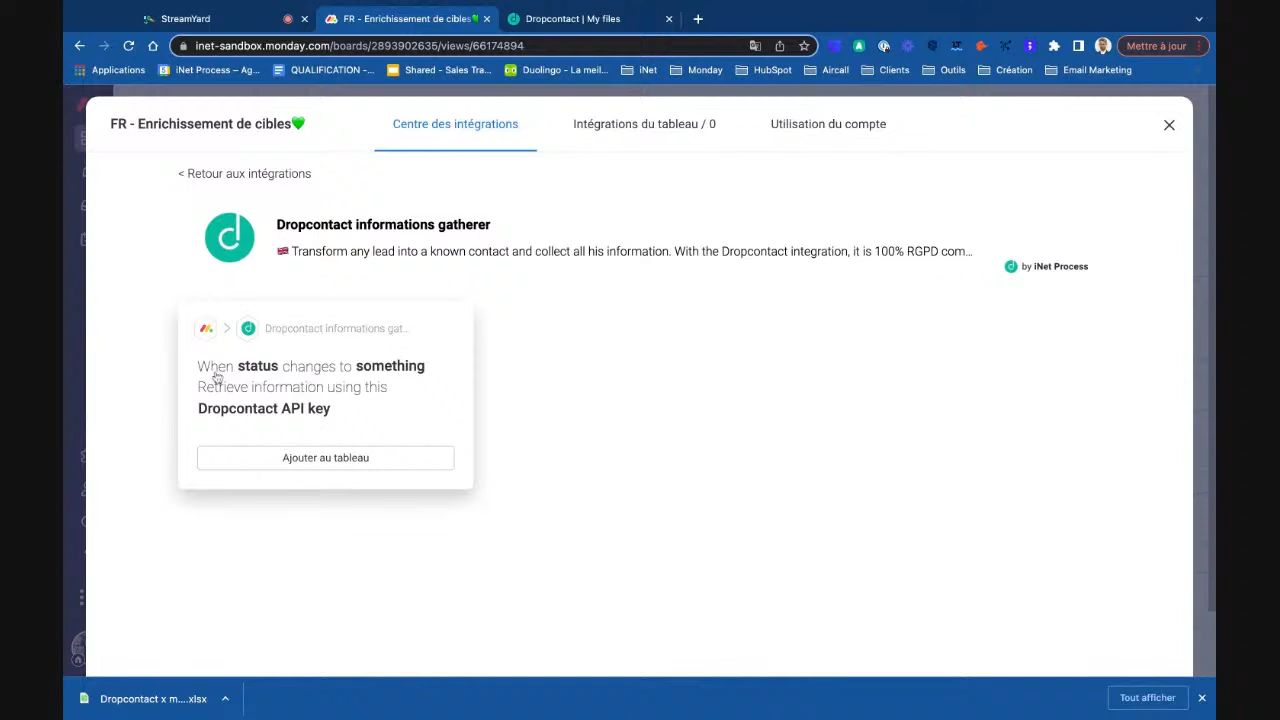 StreamYard
FR - Enrichissement de cibles💚
Dropcontact | My files
inet-sandbox.monday.com/boards/2893902635/views/66174894
Mettre à jour
Applications
iNet Process – Ag...
QUALIFICATION -...
Shared - Sales Tra...
Duolingo - La meil...
iNet
Monday
HubSpot
Aircall
Clients
Outils
Création
Email Marketing
FR - Enrichissement de cibles💚
Centre des intégrations
Intégrations du tableau / 0
Utilisation du compte
< Retour aux intégrations
Dropcontact informations gatherer
🇬🇧 Transform any lead into a known contact and collect all his information. With the Dropcontact integration, it is 100% RGPD com...
by iNet Process
Dropcontact informations gat...
When status changes to something
Retrieve information using this
Dropcontact API key
Ajouter au tableau
Dropcontact x m....xlsx
Tout afficher